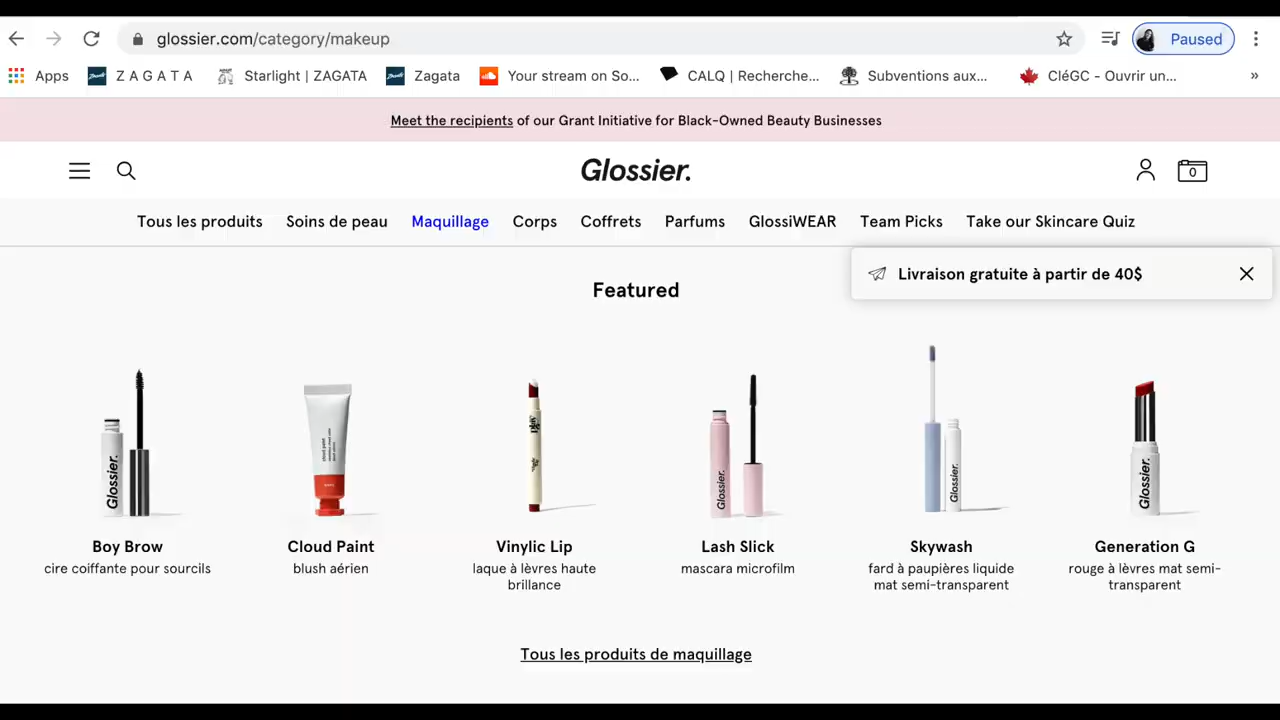 glossier.com/category/makeup
Paused
Apps
Z A G A T A
Starlight | ZAGATA
Zagata
Your stream on So...
CALQ | Recherche...
Subventions aux...
CléGC - Ouvrir un...
»
Meet the recipients of our Grant Initiative for Black-Owned Beauty Businesses
Glossier.
0
Tous les produits
Soins de peau
Maquillage
Corps
Coffrets
Parfums
GlossiWEAR
Team Picks
Take our Skincare Quiz
Livraison gratuite à partir de 40$
Featured
Glossier.
cloud paint
Glossier.
Glossier.
Glossier.
Boy Brow
cire coiffante pour sourcils
Cloud Paint
blush aérien
Vinylic Lip
laque à lèvres haute
brillance
Lash Slick
mascara microfilm
Skywash
fard à paupières liquide
mat semi-transparent
Generation G
rouge à lèvres mat semi-
transparent
Tous les produits de maquillage